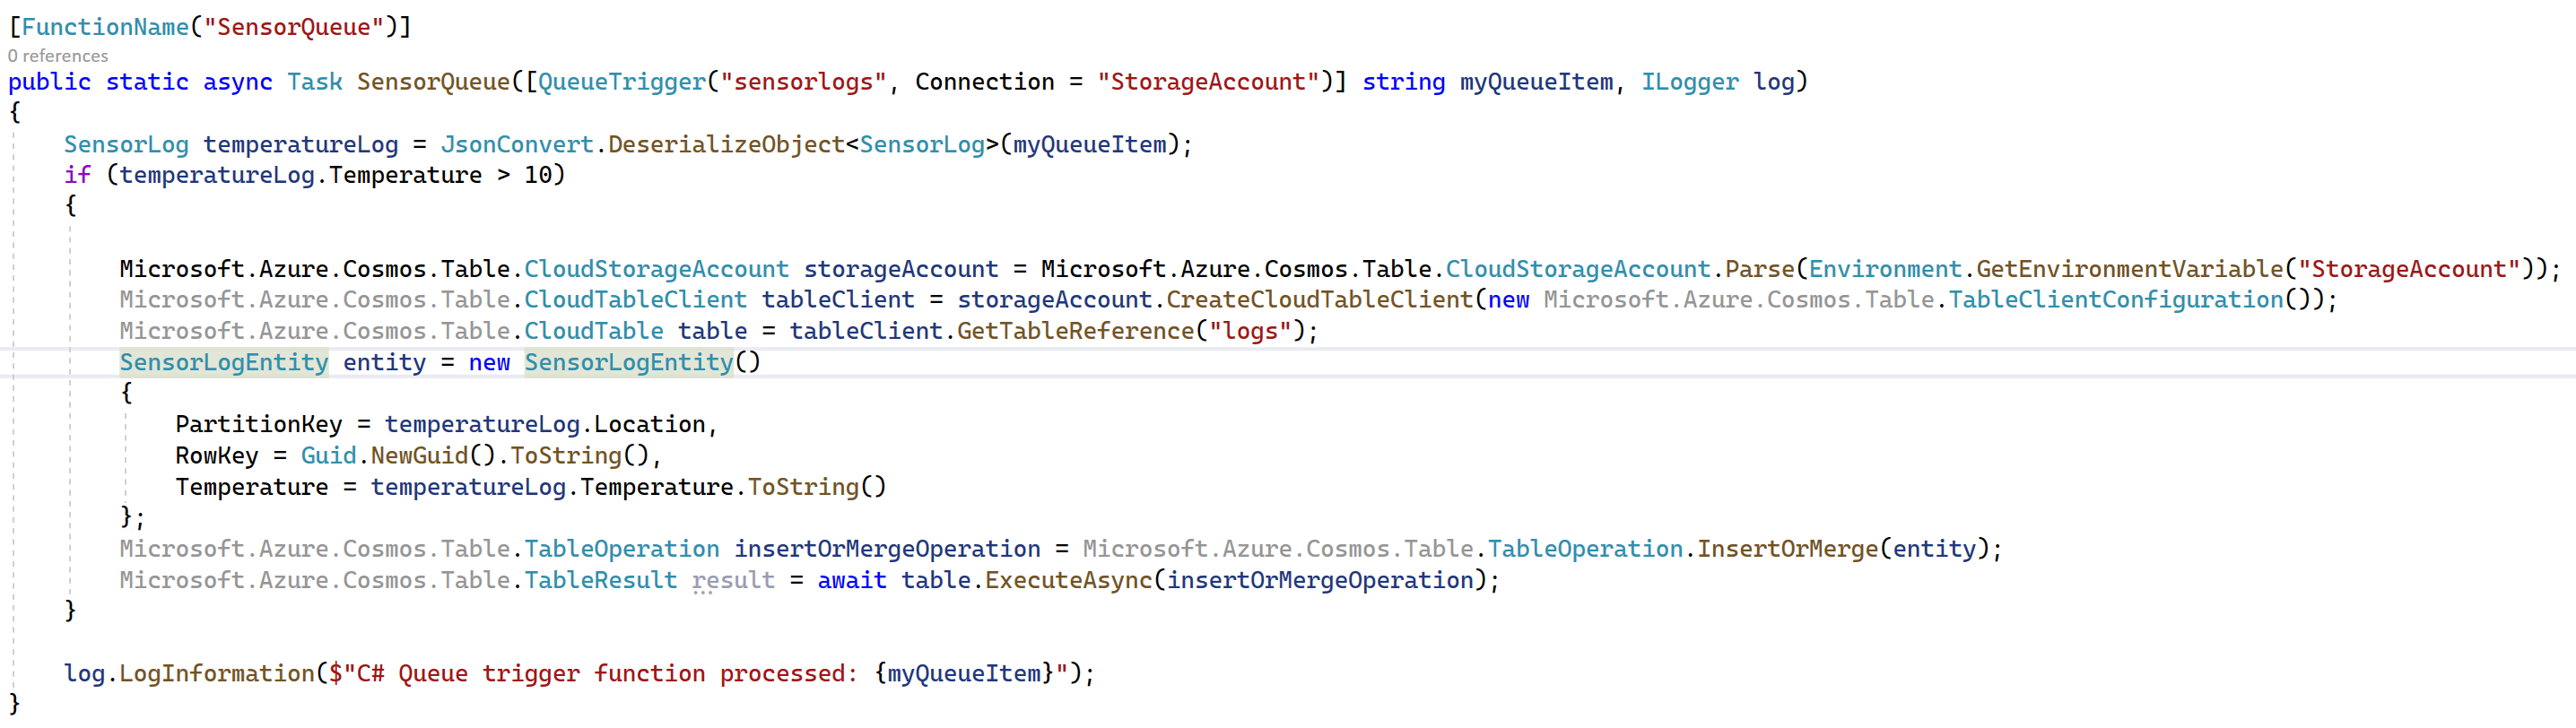 [FunctionName("SensorQueue")]
0 references
public static async Task SensorQueue([QueueTrigger("sensorlogs", Connection = "StorageAccount")] string myQueueItem, ILogger log)
{
    SensorLog temperatureLog = JsonConvert.DeserializeObject<SensorLog>(myQueueItem);
    if (temperatureLog.Temperature > 10)
    {
        Microsoft.Azure.Cosmos.Table.CloudStorageAccount storageAccount = Microsoft.Azure.Cosmos.Table.CloudStorageAccount.Parse(Environment.GetEnvironmentVariable("StorageAccount"));
        Microsoft.Azure.Cosmos.Table.CloudTableClient tableClient = storageAccount.CreateCloudTableClient(new Microsoft.Azure.Cosmos.Table.TableClientConfiguration());
        Microsoft.Azure.Cosmos.Table.CloudTable table = tableClient.GetTableReference("logs");
        SensorLogEntity entity = new SensorLogEntity()
        {
            PartitionKey = temperatureLog.Location,
            RowKey = Guid.NewGuid().ToString(),
            Temperature = temperatureLog.Temperature.ToString()
        };
        Microsoft.Azure.Cosmos.Table.TableOperation insertOrMergeOperation = Microsoft.Azure.Cosmos.Table.TableOperation.InsertOrMerge(entity);
        Microsoft.Azure.Cosmos.Table.TableResult result = await table.ExecuteAsync(insertOrMergeOperation);
    }
    log.LogInformation($"C# Queue trigger function processed: {myQueueItem}");
}